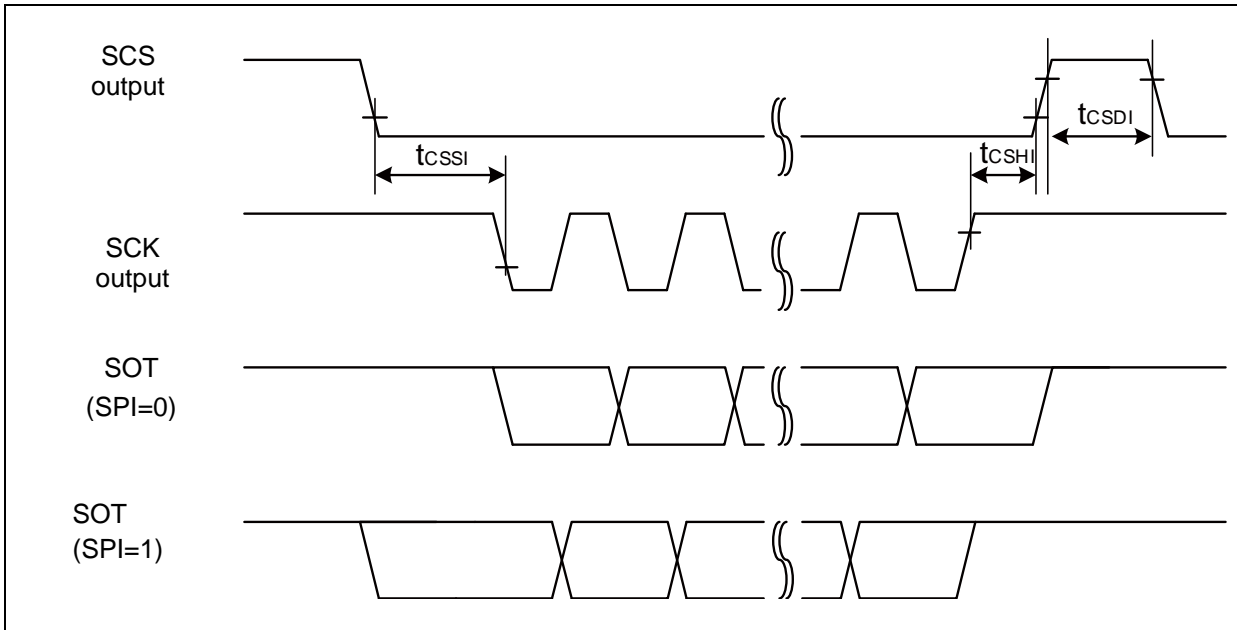 SCS
output
tCSSI
tCSHI
tCSDI
SCK
output
SOT
(SPI=0)
SOT
(SPI=1)